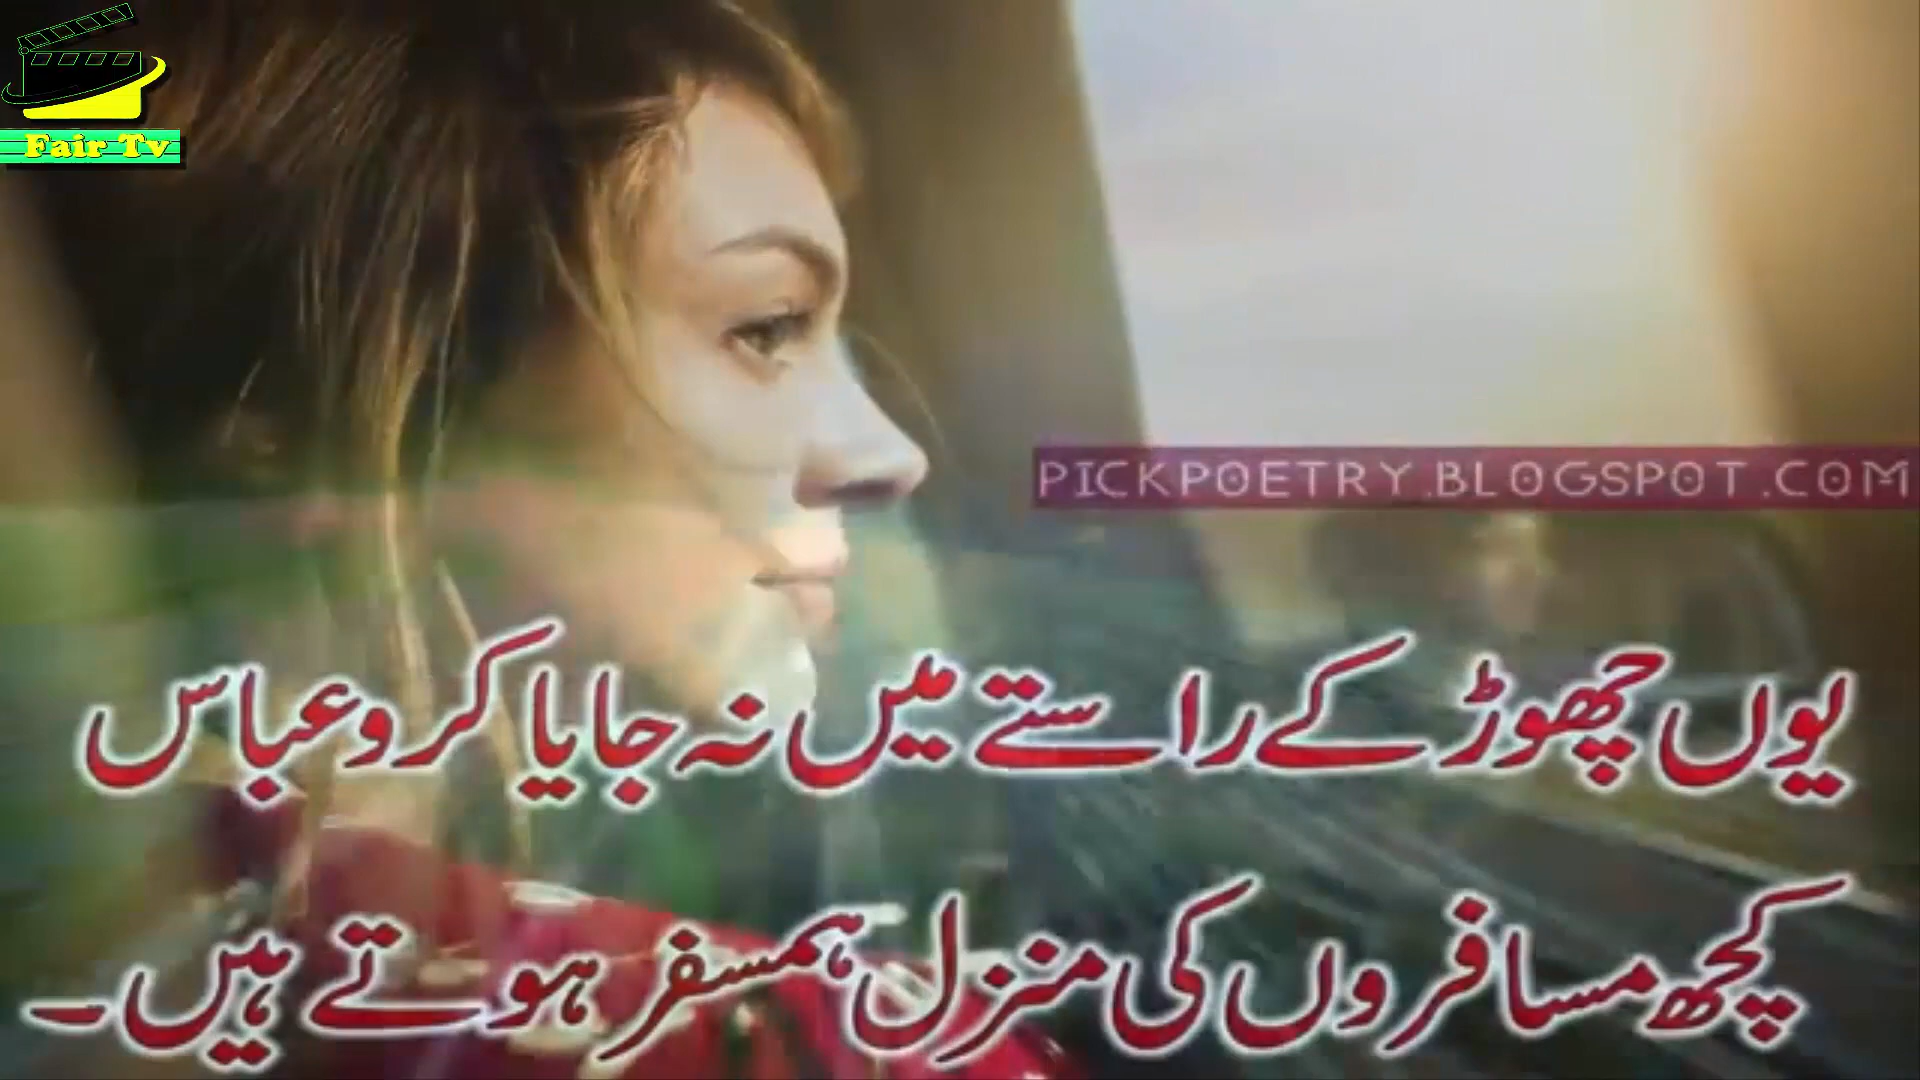 Fair Tv
PICKPOETRY.BLOGSPOT.COM
یوں چھوڑ کے راستے میں نہ جایا کرو عباس
کچھ مسافروں کی منزل ہمسفر ہوتے ہیں۔